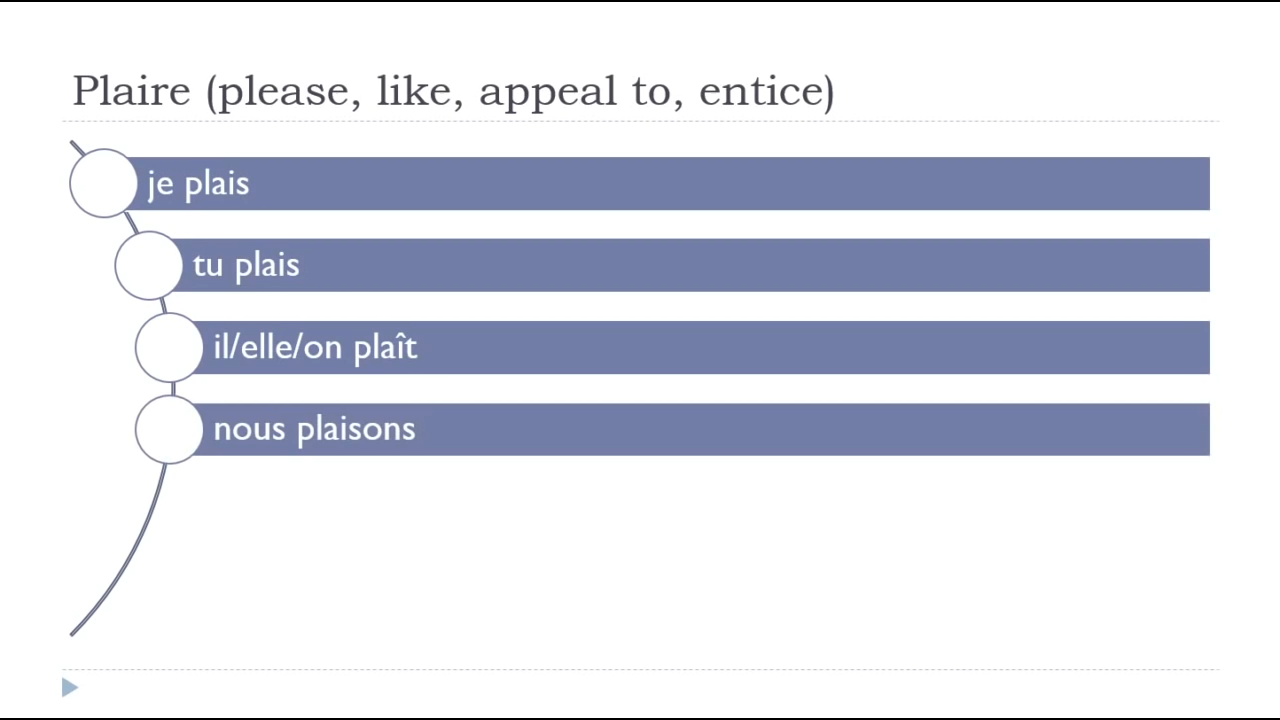 Plaire (please, like, appeal to, entice)
je plais
tu plais
il/elle/on plaît
nous plaisons